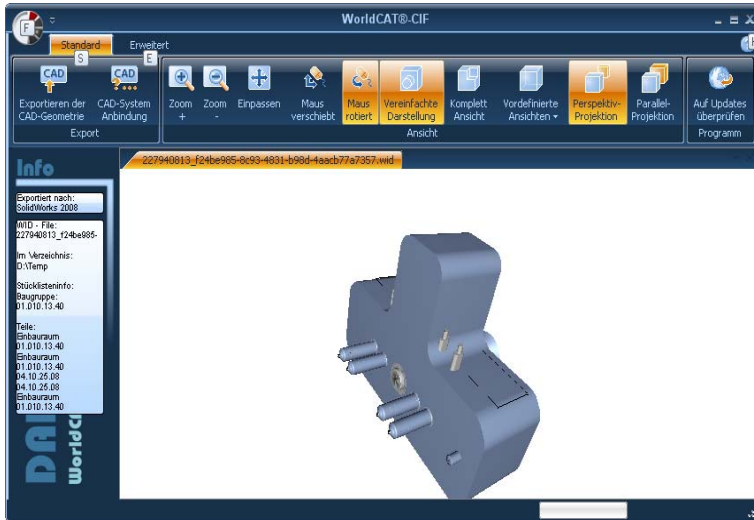 WorldCAT®-CIF
F
Standard
Erweitert
S
E
CAD
CAD
Exportieren der
CAD-Geometrie
CAD-System
Anbindung
Zoom
+
Zoom
-
Einpassen
Maus
verschiebt
Maus
rotiert
Vereinfachte
Darstellung
Komplett
Ansicht
Vordefinierte
Ansichten
Perspektiv-
Projektion
Parallel-
Projektion
Auf Updates
überprüfen
Export
Ansicht
Programm
Info
227940813_f24be985-8c93-4831-b98d-4aacb77a7357.wid
Exportiert nach:
SolidWorks 2008
WID - File:
227940813_f24be985-
Im Verzeichnis:
D:\Temp
Stücklisteninfo:
Baugruppe:
01.010.13.40
Teile:
Einbauraum
01.010.13.40
Einbauraum
01.010.13.40
04.10.25.08
04.10.25.08
Einbauraum
01.010.13.40